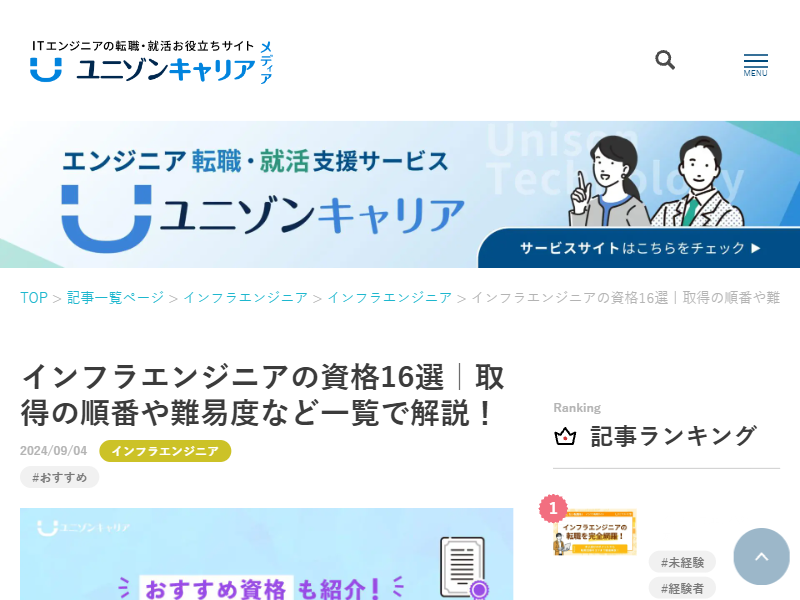 ITエンジニアの転職・就活お役立ちサイト
ユニゾンキャリア
メディア
MENU
Unison
Technology
エンジニア転職・就活支援サービス
ユニゾンキャリア
サービスサイトはこちらをチェック ▶
TOP > 記事一覧ページ > インフラエンジニア > インフラエンジニア > インフラエンジニアの資格16選｜取得の順番や難
インフラエンジニアの資格16選｜取
得の順番や難易度など一覧で解説！
2024/09/04 インフラエンジニア
#おすすめ
ユニゾンキャリア
おすすめ資格も紹介！
Ranking
記事ランキング
1
インフラエンジニアの
転職を完全網羅！
#未経験
#経験者